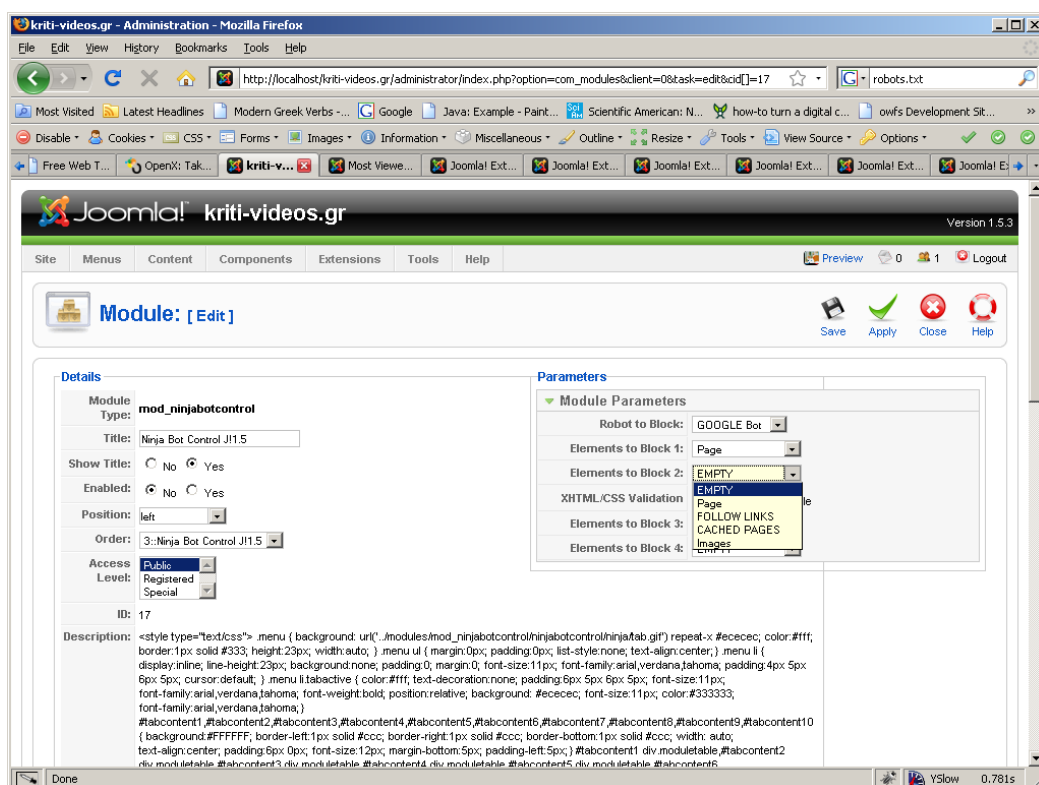 kriti-videos.gr - Administration - Mozilla Firefox
File Edit View History Bookmarks Tools Help
http://localhost/kriti-videos.gr/administrator/index.php?option=com_modules&client=0&task=edit&cid[]=17 G robots.txt
Most Visited Latest Headlines Modern Greek Verbs -... Google Java: Example - Paint... Scientific American: N... how-to turn a digital c... owfs Development Sit... »
Disable Cookies CSS Forms Images Information Miscellaneous Outline Resize Tools View Source Options
Free Web T... OpenX: Tak... kriti-v... Most Viewe... Joomla! Ext... Joomla! Ext... Joomla! Ext... Joomla! Ext... Joomla! Ext... Joomla! E
Joomla! kriti-videos.gr
Version 1.5.3
Site Menus Content Components Extensions Tools Help Preview 0 1 Logout
Module: [ Edit ]
Save Apply Close Help
Details Parameters
Module Type: mod_ninjabotcontrol
Title: Ninja Bot Control J!1.5
Show Title: No Yes
Enabled: No Yes
Position: left
Order: 3::Ninja Bot Control J!1.5
Access Level: Public
Registered
Special
ID: 17
Module Parameters
Robot to Block: GOOGLE Bot
Elements to Block 1: Page
Elements to Block 2: EMPTY
EMPTY
Page
FOLLOW LINKS
CACHED PAGES
Images
XHTML/CSS Validation le
Elements to Block 3:
Elements to Block 4: EMPTY
Description: <style type="text/css"> .menu { background: url('../modules/mod_ninjabotcontrol/ninjabotcontrol/ninja/tab.gif') repeat-x #ececec; color:#fff;
border:1px solid #333; height:23px; width:auto; } .menu ul { margin:0px; padding:0px; list-style:none; text-align:center; } .menu li {
display:inline; line-height:23px; background:none; padding:0; margin:0; font-size:11px; font-family:arial,verdana,tahoma; padding:4px 5px
6px 5px; cursor:default; } .menu li.tabactive { color:#fff; text-decoration:none; padding:6px 5px 6px 5px; font-size:11px;
font-family:arial,verdana,tahoma; font-weight:bold; position:relative; background: #ececec; font-size:11px; color:#333333;
font-family:arial,verdana,tahoma; }
#tabcontent1,#tabcontent2,#tabcontent3,#tabcontent4,#tabcontent5,#tabcontent6,#tabcontent7,#tabcontent8,#tabcontent9,#tabcontent10
{ background:#FFFFFF; border-left:1px solid #ccc; border-right:1px solid #ccc; border-bottom:1px solid #ccc; width: auto;
text-align:center; padding:6px 0px; font-size:12px; margin-bottom:5px; padding-left:5px; } #tabcontent1 div.moduletable,#tabcontent2
div.moduletable,#tabcontent3 div.moduletable,#tabcontent4 div.moduletable,#tabcontent5 div.moduletable,#tabcontent6
Done YSlow 0.781s